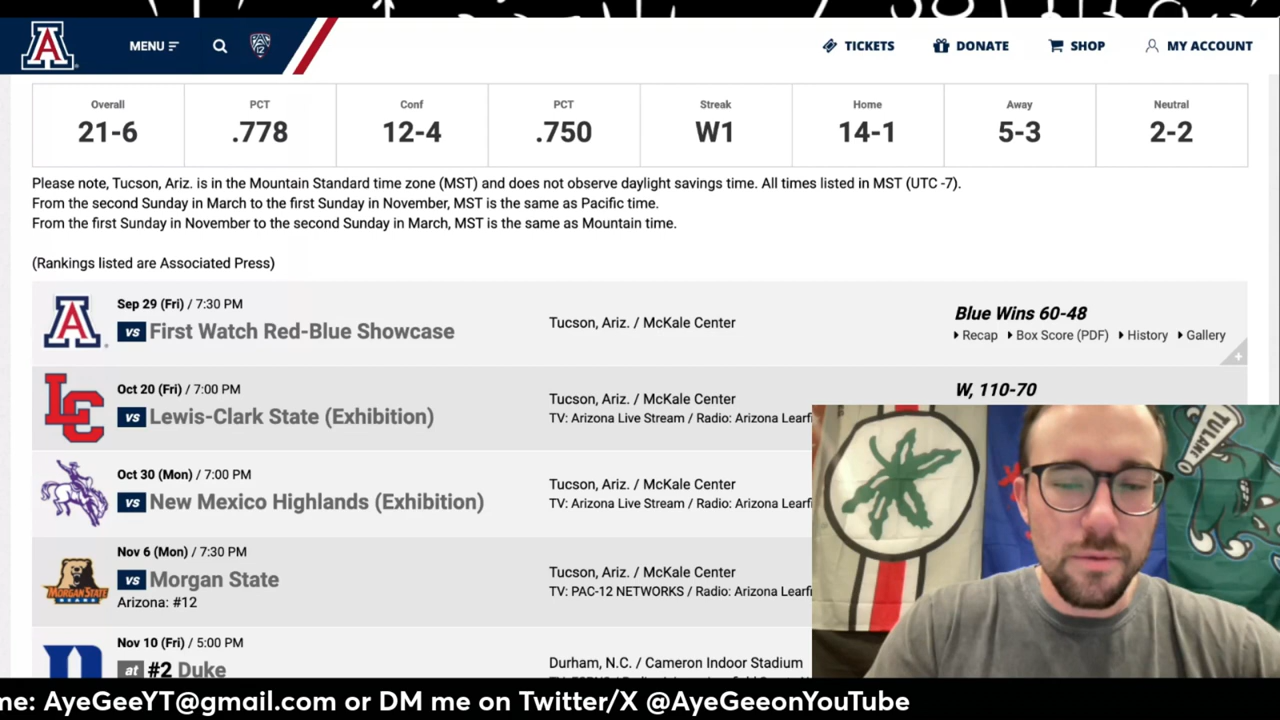 A
MENU
PAC 12
TICKETS
DONATE
SHOP
MY ACCOUNT
Overall
21-6
PCT
.778
Conf
12-4
PCT
.750
Streak
W1
Home
14-1
Away
5-3
Neutral
2-2
Please note, Tucson, Ariz. is in the Mountain Standard time zone (MST) and does not observe daylight savings time. All times listed in MST (UTC -7).
From the second Sunday in March to the first Sunday in November, MST is the same as Pacific time.
From the first Sunday in November to the second Sunday in March, MST is the same as Mountain time.
(Rankings listed are Associated Press)
A
Sep 29 (Fri) / 7:30 PM
vs First Watch Red-Blue Showcase
Tucson, Ariz. / McKale Center
Blue Wins 60-48
Recap Box Score (PDF) History Gallery
LC
Oct 20 (Fri) / 7:00 PM
vs Lewis-Clark State (Exhibition)
Tucson, Ariz. / McKale Center
TV: Arizona Live Stream / Radio: Arizona Learfi
W, 110-70
Oct 30 (Mon) / 7:00 PM
vs New Mexico Highlands (Exhibition)
Tucson, Ariz. / McKale Center
TV: Arizona Live Stream / Radio: Arizona Learfi
MORGAN STATE
BEARS
Nov 6 (Mon) / 7:30 PM
vs Morgan State
Arizona: #12
Tucson, Ariz. / McKale Center
TV: PAC-12 NETWORKS / Radio: Arizona Learfi
D
Nov 10 (Fri) / 5:00 PM
at #2 Duke
Durham, N.C. / Cameron Indoor Stadium
TULANE
me: AyeGeeYT@gmail.com or DM me on Twitter/X @AyeGeeonYouTube